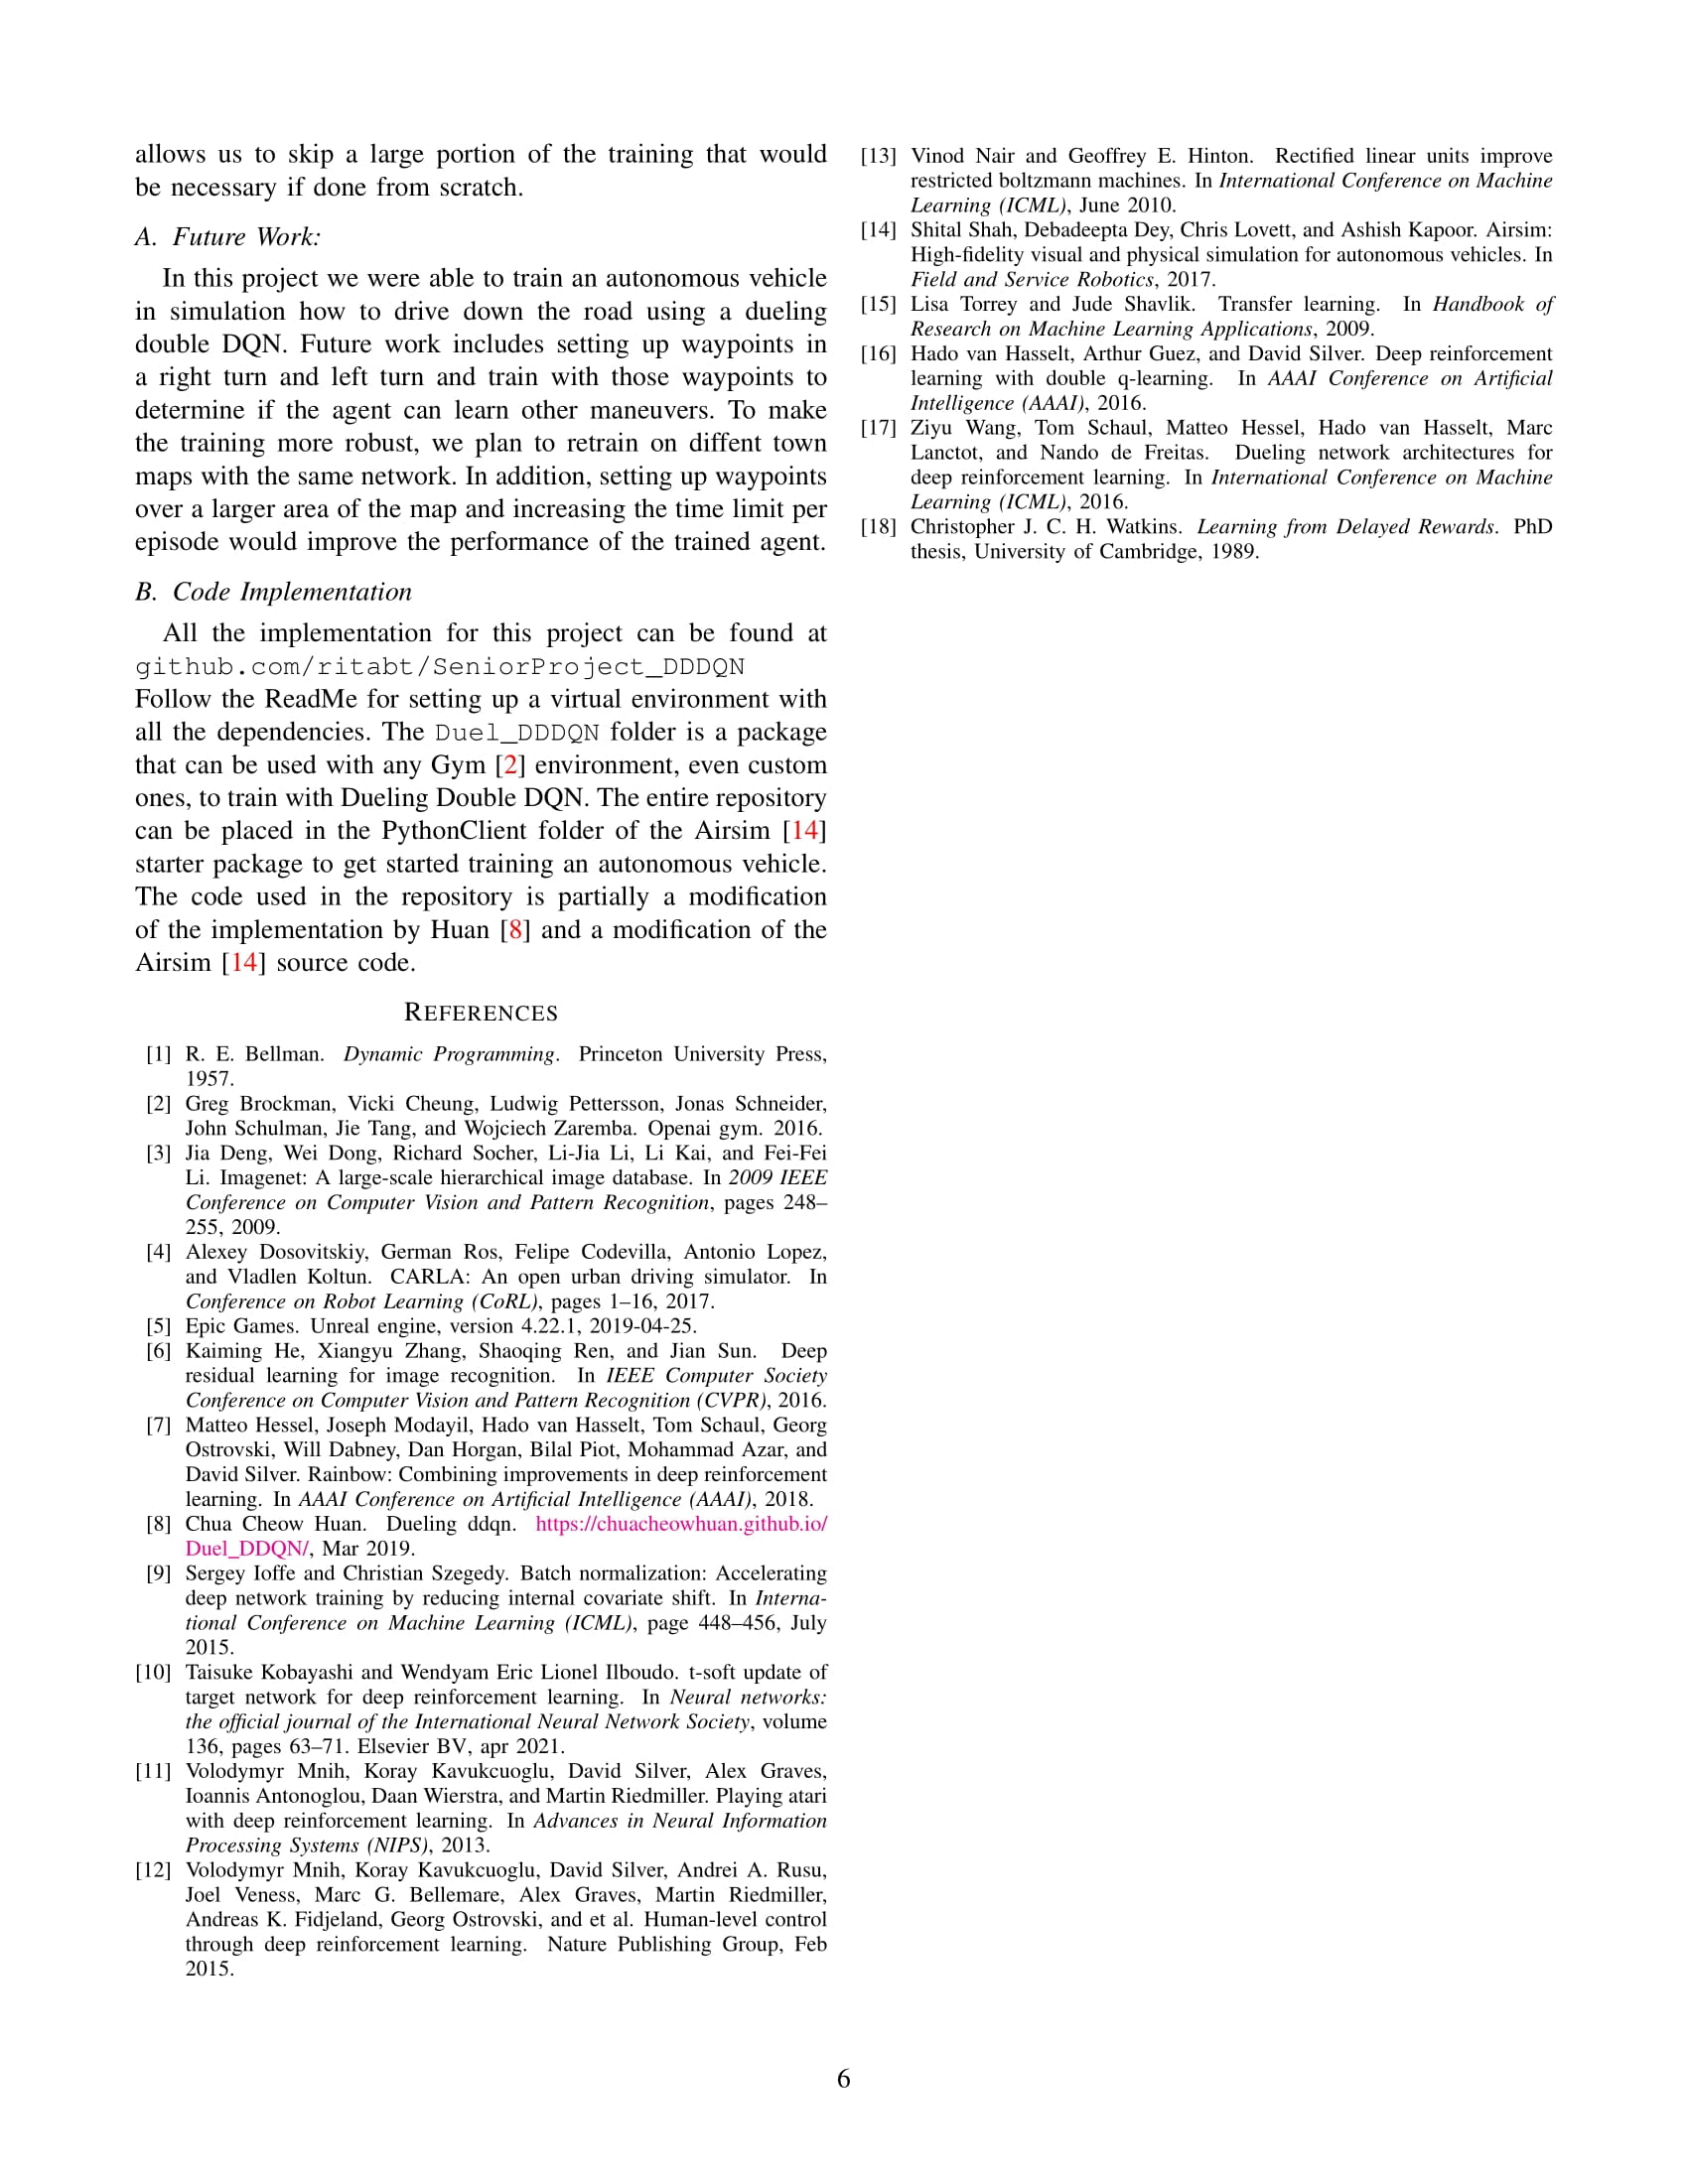 allows us to skip a large portion of the training that would
be necessary if done from scratch.
A. Future Work:
In this project we were able to train an autonomous vehicle
in simulation how to drive down the road using a dueling
double DQN. Future work includes setting up waypoints in
a right turn and left turn and train with those waypoints to
determine if the agent can learn other maneuvers. To make
the training more robust, we plan to retrain on diffent town
maps with the same network. In addition, setting up waypoints
over a larger area of the map and increasing the time limit per
episode would improve the performance of the trained agent.
B. Code Implementation
All the implementation for this project can be found at
github.com/ritabt/SeniorProject_DDDQN
Follow the ReadMe for setting up a virtual environment with
all the dependencies. The Duel_DDDQN folder is a package
that can be used with any Gym [2] environment, even custom
ones, to train with Dueling Double DQN. The entire repository
can be placed in the PythonClient folder of the Airsim [14]
starter package to get started training an autonomous vehicle.
The code used in the repository is partially a modification
of the implementation by Huan [8] and a modification of the
Airsim [14] source code.
REFERENCES
[1] R. E. Bellman. Dynamic Programming. Princeton University Press,
1957.
[2] Greg Brockman, Vicki Cheung, Ludwig Pettersson, Jonas Schneider,
John Schulman, Jie Tang, and Wojciech Zaremba. Openai gym. 2016.
[3] Jia Deng, Wei Dong, Richard Socher, Li-Jia Li, Li Kai, and Fei-Fei
Li. Imagenet: A large-scale hierarchical image database. In 2009 IEEE
Conference on Computer Vision and Pattern Recognition, pages 248–
255, 2009.
[4] Alexey Dosovitskiy, German Ros, Felipe Codevilla, Antonio Lopez,
and Vladlen Koltun. CARLA: An open urban driving simulator. In
Conference on Robot Learning (CoRL), pages 1–16, 2017.
[5] Epic Games. Unreal engine, version 4.22.1, 2019-04-25.
[6] Kaiming He, Xiangyu Zhang, Shaoqing Ren, and Jian Sun. Deep
residual learning for image recognition. In IEEE Computer Society
Conference on Computer Vision and Pattern Recognition (CVPR), 2016.
[7] Matteo Hessel, Joseph Modayil, Hado van Hasselt, Tom Schaul, Georg
Ostrovski, Will Dabney, Dan Horgan, Bilal Piot, Mohammad Azar, and
David Silver. Rainbow: Combining improvements in deep reinforcement
learning. In AAAI Conference on Artificial Intelligence (AAAI), 2018.
[8] Chua Cheow Huan. Dueling ddqn. https://chuacheowhuan.github.io/
Duel_DDQN/, Mar 2019.
[9] Sergey Ioffe and Christian Szegedy. Batch normalization: Accelerating
deep network training by reducing internal covariate shift. In Interna-
tional Conference on Machine Learning (ICML), page 448–456, July
2015.
[10] Taisuke Kobayashi and Wendyam Eric Lionel Ilboudo. t-soft update of
target network for deep reinforcement learning. In Neural networks:
the official journal of the International Neural Network Society, volume
136, pages 63–71. Elsevier BV, apr 2021.
[11] Volodymyr Mnih, Koray Kavukcuoglu, David Silver, Alex Graves,
Ioannis Antonoglou, Daan Wierstra, and Martin Riedmiller. Playing atari
with deep reinforcement learning. In Advances in Neural Information
Processing Systems (NIPS), 2013.
[12] Volodymyr Mnih, Koray Kavukcuoglu, David Silver, Andrei A. Rusu,
Joel Veness, Marc G. Bellemare, Alex Graves, Martin Riedmiller,
Andreas K. Fidjeland, Georg Ostrovski, and et al. Human-level control
through deep reinforcement learning. Nature Publishing Group, Feb
2015.
[13] Vinod Nair and Geoffrey E. Hinton. Rectified linear units improve
restricted boltzmann machines. In International Conference on Machine
Learning (ICML), June 2010.
[14] Shital Shah, Debadeepta Dey, Chris Lovett, and Ashish Kapoor. Airsim:
High-fidelity visual and physical simulation for autonomous vehicles. In
Field and Service Robotics, 2017.
[15] Lisa Torrey and Jude Shavlik. Transfer learning. In Handbook of
Research on Machine Learning Applications, 2009.
[16] Hado van Hasselt, Arthur Guez, and David Silver. Deep reinforcement
learning with double q-learning. In AAAI Conference on Artificial
Intelligence (AAAI), 2016.
[17] Ziyu Wang, Tom Schaul, Matteo Hessel, Hado van Hasselt, Marc
Lanctot, and Nando de Freitas. Dueling network architectures for
deep reinforcement learning. In International Conference on Machine
Learning (ICML), 2016.
[18] Christopher J. C. H. Watkins. Learning from Delayed Rewards. PhD
thesis, University of Cambridge, 1989.
6